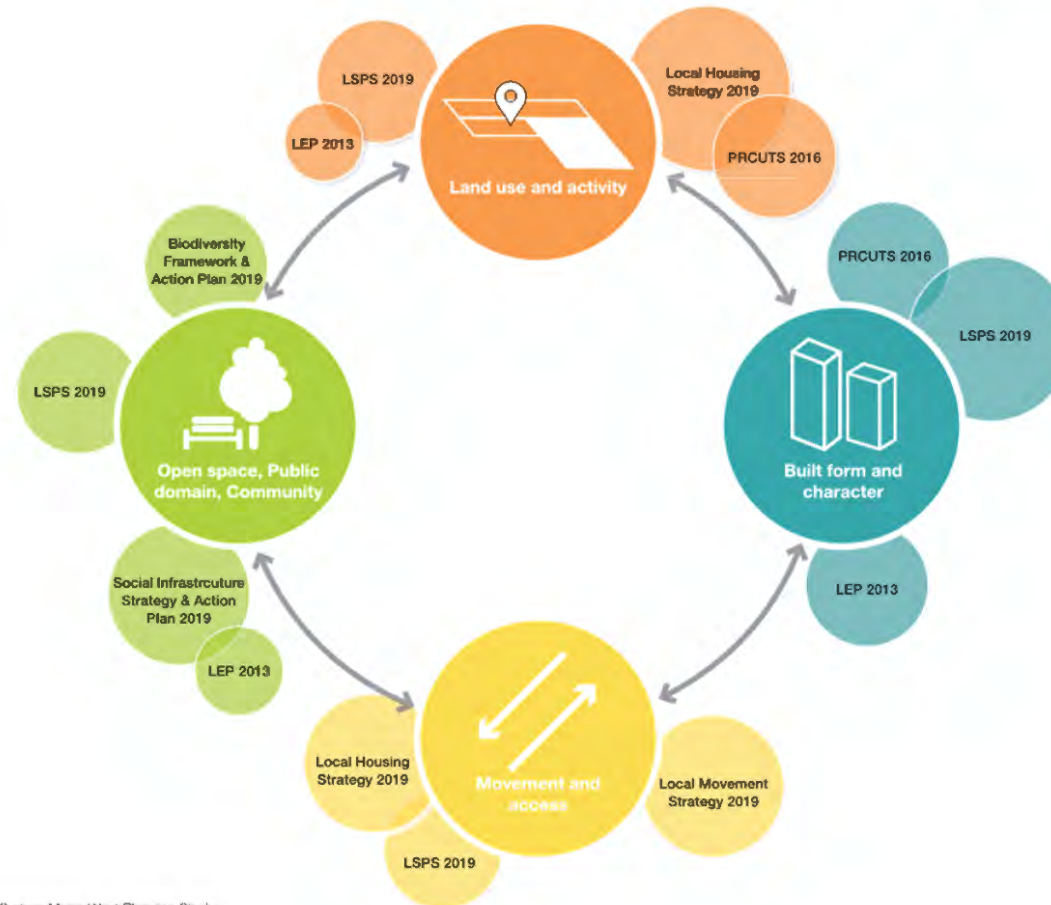 LSPS 2019
LEP 2013
Land use and activity
Local Housing
Strategy 2019
PRCUTS 2016
Biodiversity
Framework &
Action Plan 2019
LSPS 2019
Open space, Public
domain, Community
Social Infrastrcuture
Strategy & Action
Plan 2019
LEP 2013
PRCUTS 2016
LSPS 2019
Built form and
character
LEP 2013
Local Housing
Strategy 2019
LSPS 2019
Movement and
access
Local Movement
Strategy 2019